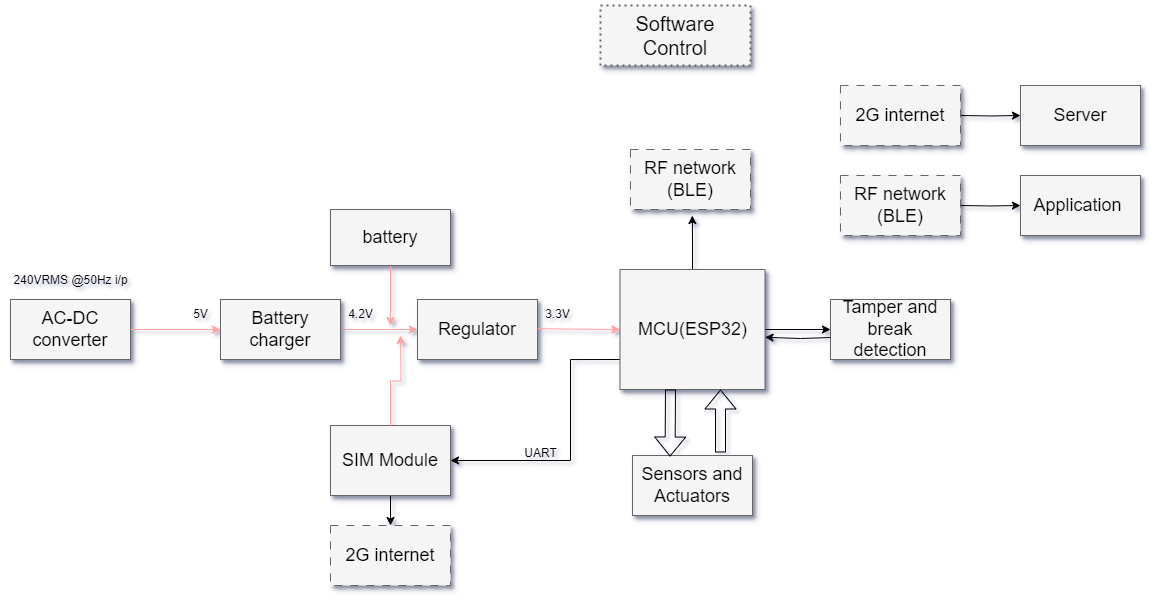 Software
Control
2G internet
Server
RF network
(BLE)
RF network
(BLE)
Application
battery
240VRMS @50Hz i/p
AC-DC
converter
5V
Battery
charger
4.2V
Regulator
3.3V
MCU(ESP32)
Tamper and
break
detection
SIM Module
UART
Sensors and
Actuators
2G internet